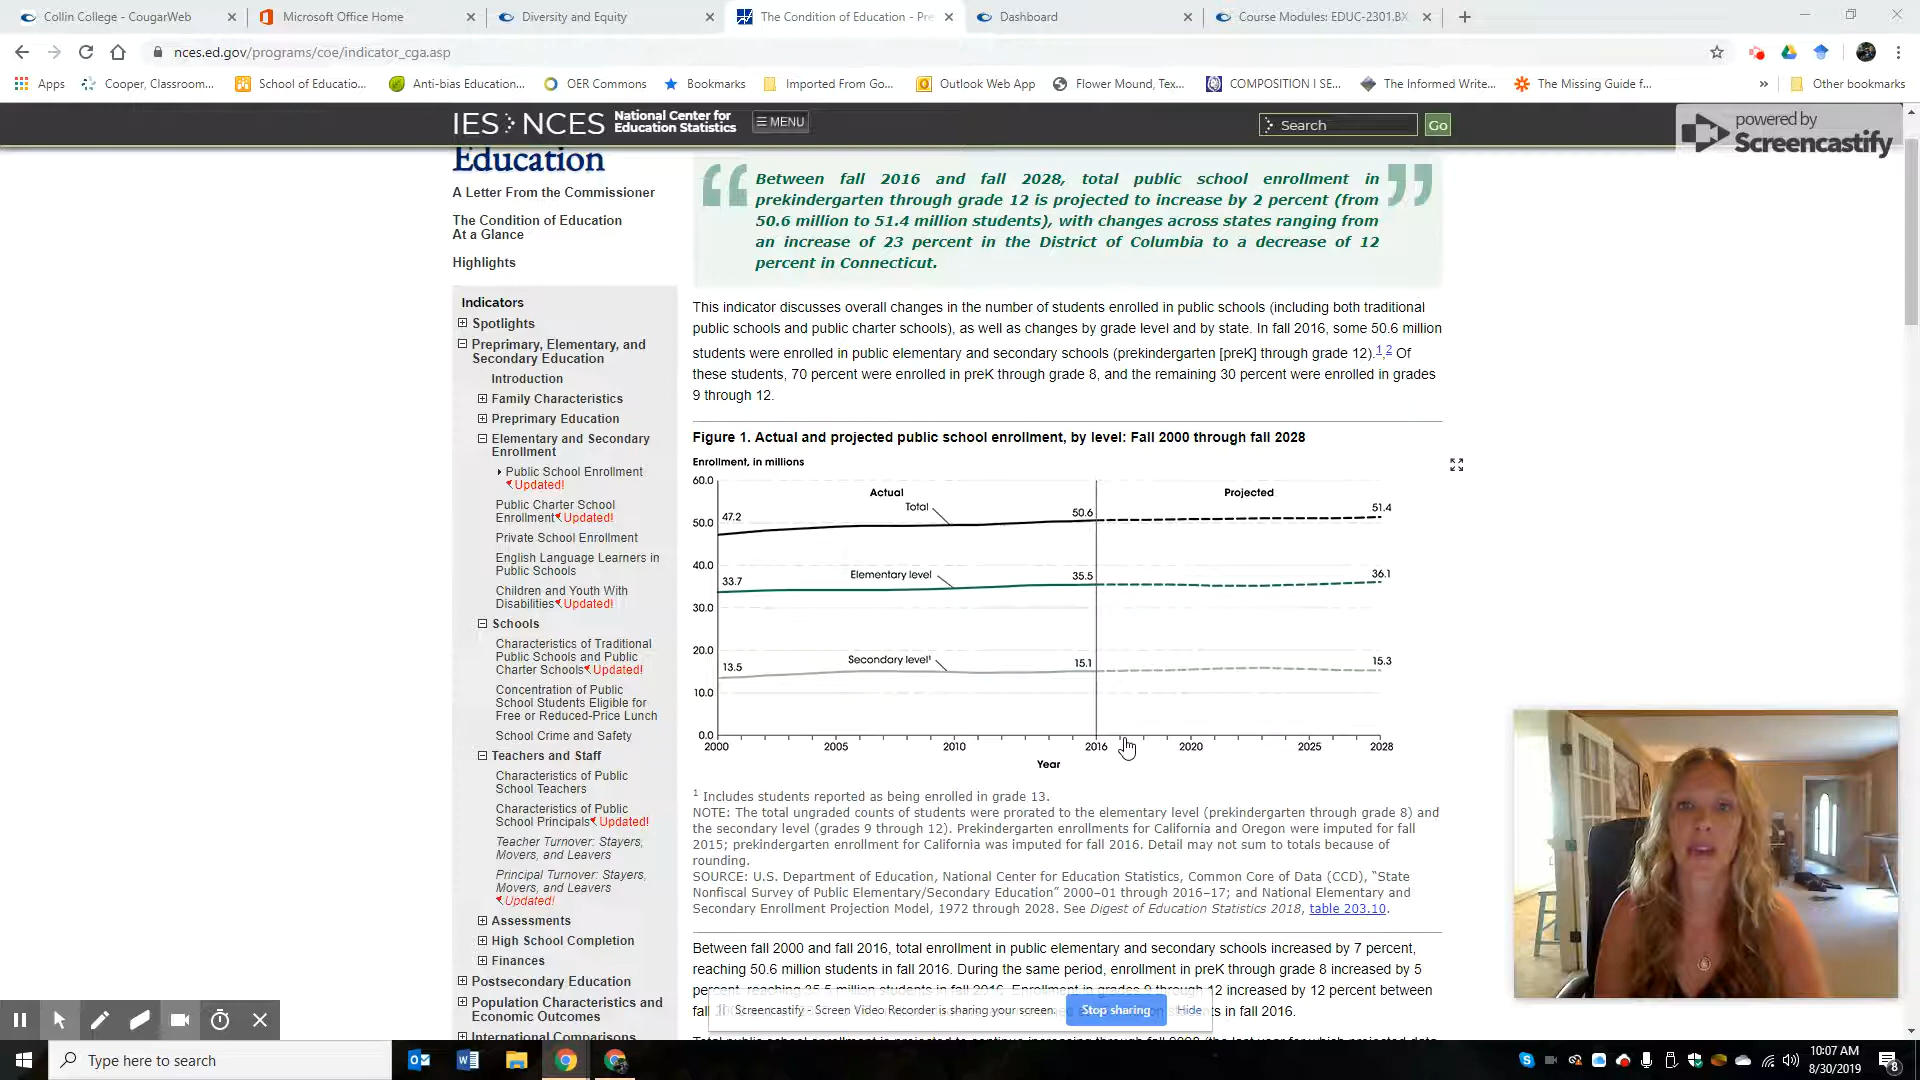 Collin College - CougarWeb
Microsoft Office Home
Diversity and Equity
The Condition of Education - Pre
Dashboard
Course Modules: EDUC-2301.BX
nces.ed.gov/programs/coe/indicator_cga.asp
Apps
Cooper, Classroom...
School of Educatio...
Anti-bias Education...
OER Commons
Bookmarks
Imported From Go...
Outlook Web App
Flower Mound, Tex...
COMPOSITION I SE...
The Informed Write...
The Missing Guide f...
»
Other bookmarks
IES NCES National Center for
Education Statistics
MENU
Search
Go
powered by
Screencastify
Education
A Letter From the Commissioner
The Condition of Education
At a Glance
Highlights
Indicators
Spotlights
Preprimary, Elementary, and
Secondary Education
Introduction
Family Characteristics
Preprimary Education
Elementary and Secondary
Enrollment
Public School Enrollment
Updated!
Public Charter School
Enrollment Updated!
Private School Enrollment
English Language Learners in
Public Schools
Children and Youth With
Disabilities Updated!
Schools
Characteristics of Traditional
Public Schools and Public
Charter Schools Updated!
Concentration of Public
School Students Eligible for
Free or Reduced-Price Lunch
School Crime and Safety
Teachers and Staff
Characteristics of Public
School Teachers
Characteristics of Public
School Principals Updated!
Teacher Turnover: Stayers,
Movers, and Leavers
Principal Turnover: Stayers,
Movers, and Leavers
Updated!
Assessments
High School Completion
Finances
Postsecondary Education
Population Characteristics and
Economic Outcomes
International Comparisons
“ Between fall 2016 and fall 2028, total public school enrollment in ”
prekindergarten through grade 12 is projected to increase by 2 percent (from
50.6 million to 51.4 million students), with changes across states ranging from
an increase of 23 percent in the District of Columbia to a decrease of 12
percent in Connecticut.
This indicator discusses overall changes in the number of students enrolled in public schools (including both traditional
public schools and public charter schools), as well as changes by grade level and by state. In fall 2016, some 50.6 million
students were enrolled in public elementary and secondary schools (prekindergarten [preK] through grade 12).1,2 Of
these students, 70 percent were enrolled in preK through grade 8, and the remaining 30 percent were enrolled in grades
9 through 12.
Figure 1. Actual and projected public school enrollment, by level: Fall 2000 through fall 2028
Enrollment, in millions
60.0
Actual
Projected
Total
47.2
50.6
51.4
50.0
40.0
Elementary level
33.7
35.5
36.1
30.0
20.0
Secondary level¹
13.5
15.1
15.3
10.0
0.0
2000 2005 2010 2016 2020 2025 2028
Year
1 Includes students reported as being enrolled in grade 13.
NOTE: The total ungraded counts of students were prorated to the elementary level (prekindergarten through grade 8) and
the secondary level (grades 9 through 12). Prekindergarten enrollments for California and Oregon were imputed for fall
2015; prekindergarten enrollment for California was imputed for fall 2016. Detail may not sum to totals because of
rounding.
SOURCE: U.S. Department of Education, National Center for Education Statistics, Common Core of Data (CCD), “State
Nonfiscal Survey of Public Elementary/Secondary Education” 2000–01 through 2016–17; and National Elementary and
Secondary Enrollment Projection Model, 1972 through 2028. See Digest of Education Statistics 2018, table 203.10.
Between fall 2000 and fall 2016, total enrollment in public elementary and secondary schools increased by 7 percent,
reaching 50.6 million students in fall 2016. During the same period, enrollment in preK through grade 8 increased by 5
percent, reaching 35.5 million students in fall 2016. Enrollment in grades 9 through 12 increased by 12 percent between
fall in fall 2016.
Screencastify - Screen Video Recorder is sharing your screen.
Stop sharing
Hide
Type here to search
10:07 AM
8/30/2019
8